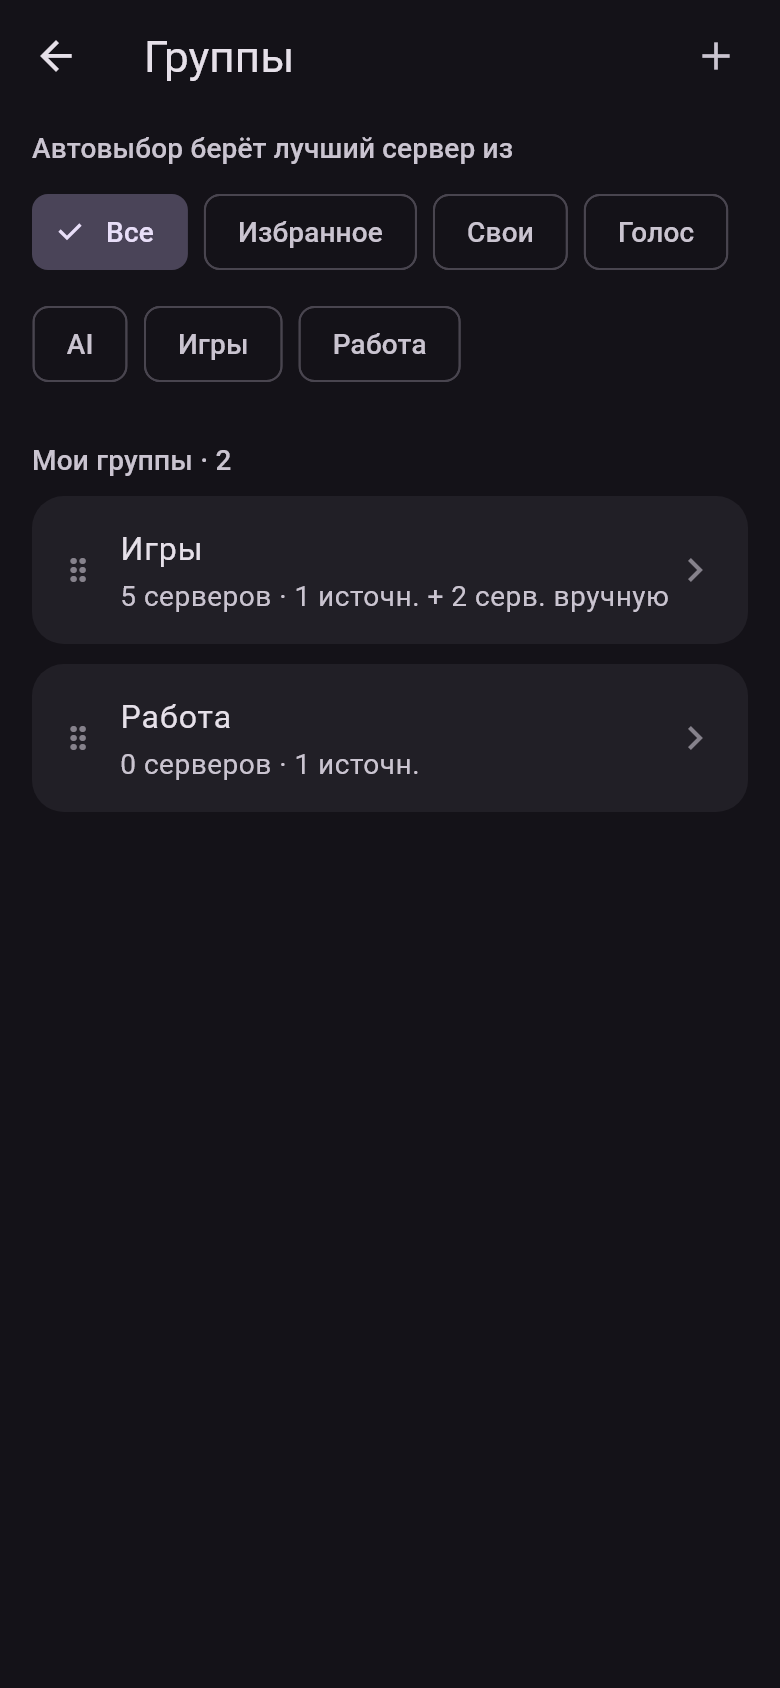 Группы
Автовыбор берёт лучший сервер из
Все Избранное Свои Голос
AI Игры Работа
Мои группы · 2
Игры
5 серверов · 1 источн. + 2 серв. вручную
Работа
0 серверов · 1 источн.